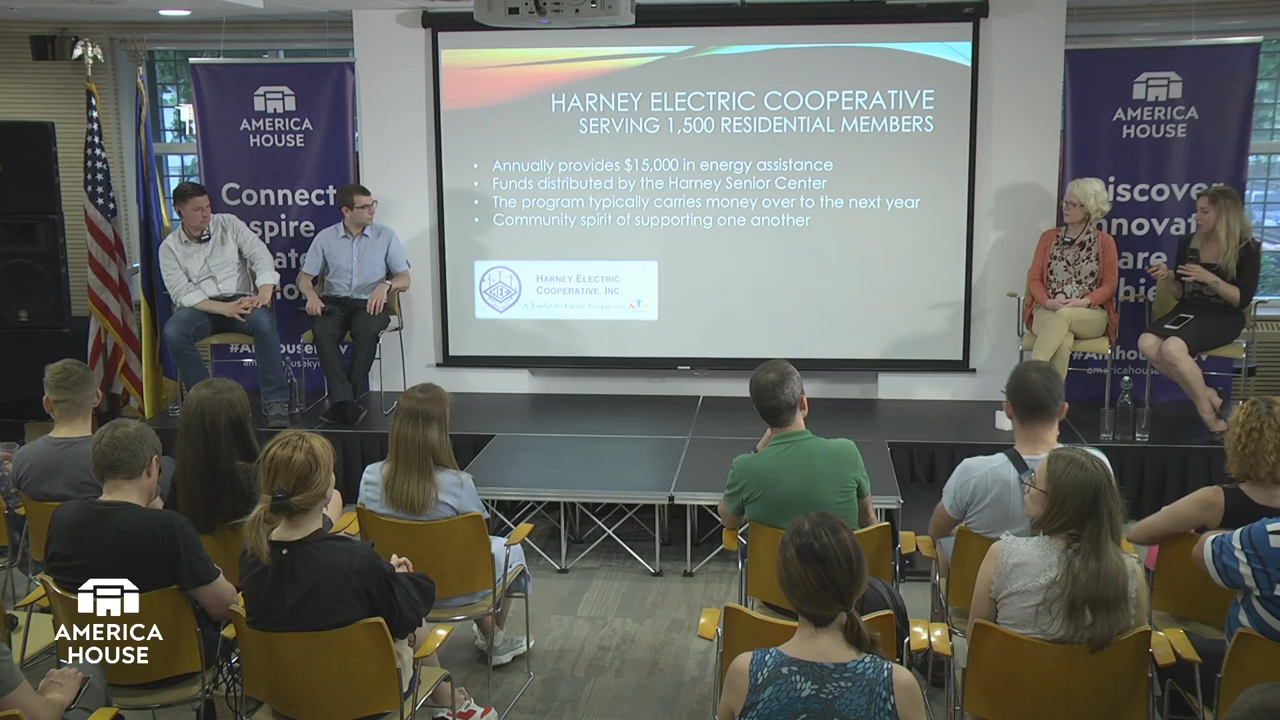 AMERICA
HOUSE
Connect
HARNEY ELECTRIC COOPERATIVE
SERVING 1,500 RESIDENTIAL MEMBERS
• Annually provides $15,000 in energy assistance
• Funds distributed by the Harney Senior Center
• The program typically carries money over to the next year
• Community spirit of supporting one another
HARNEY ELECTRIC
COOPERATIVE, INC.
AMERICA
HOUSE
americahouse
AMERICA
HOUSE